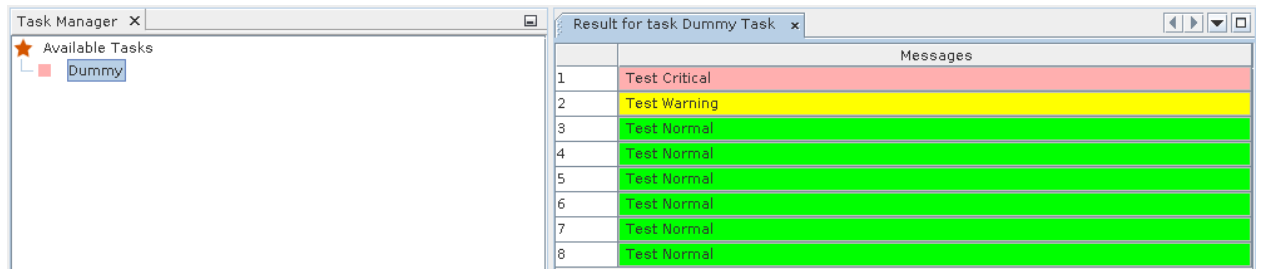 Task Manager X
Available Tasks
Dummy
Result for task Dummy Task x
Messages
1 Test Critical
2 Test Warning
3 Test Normal
4 Test Normal
5 Test Normal
6 Test Normal
7 Test Normal
8 Test Normal